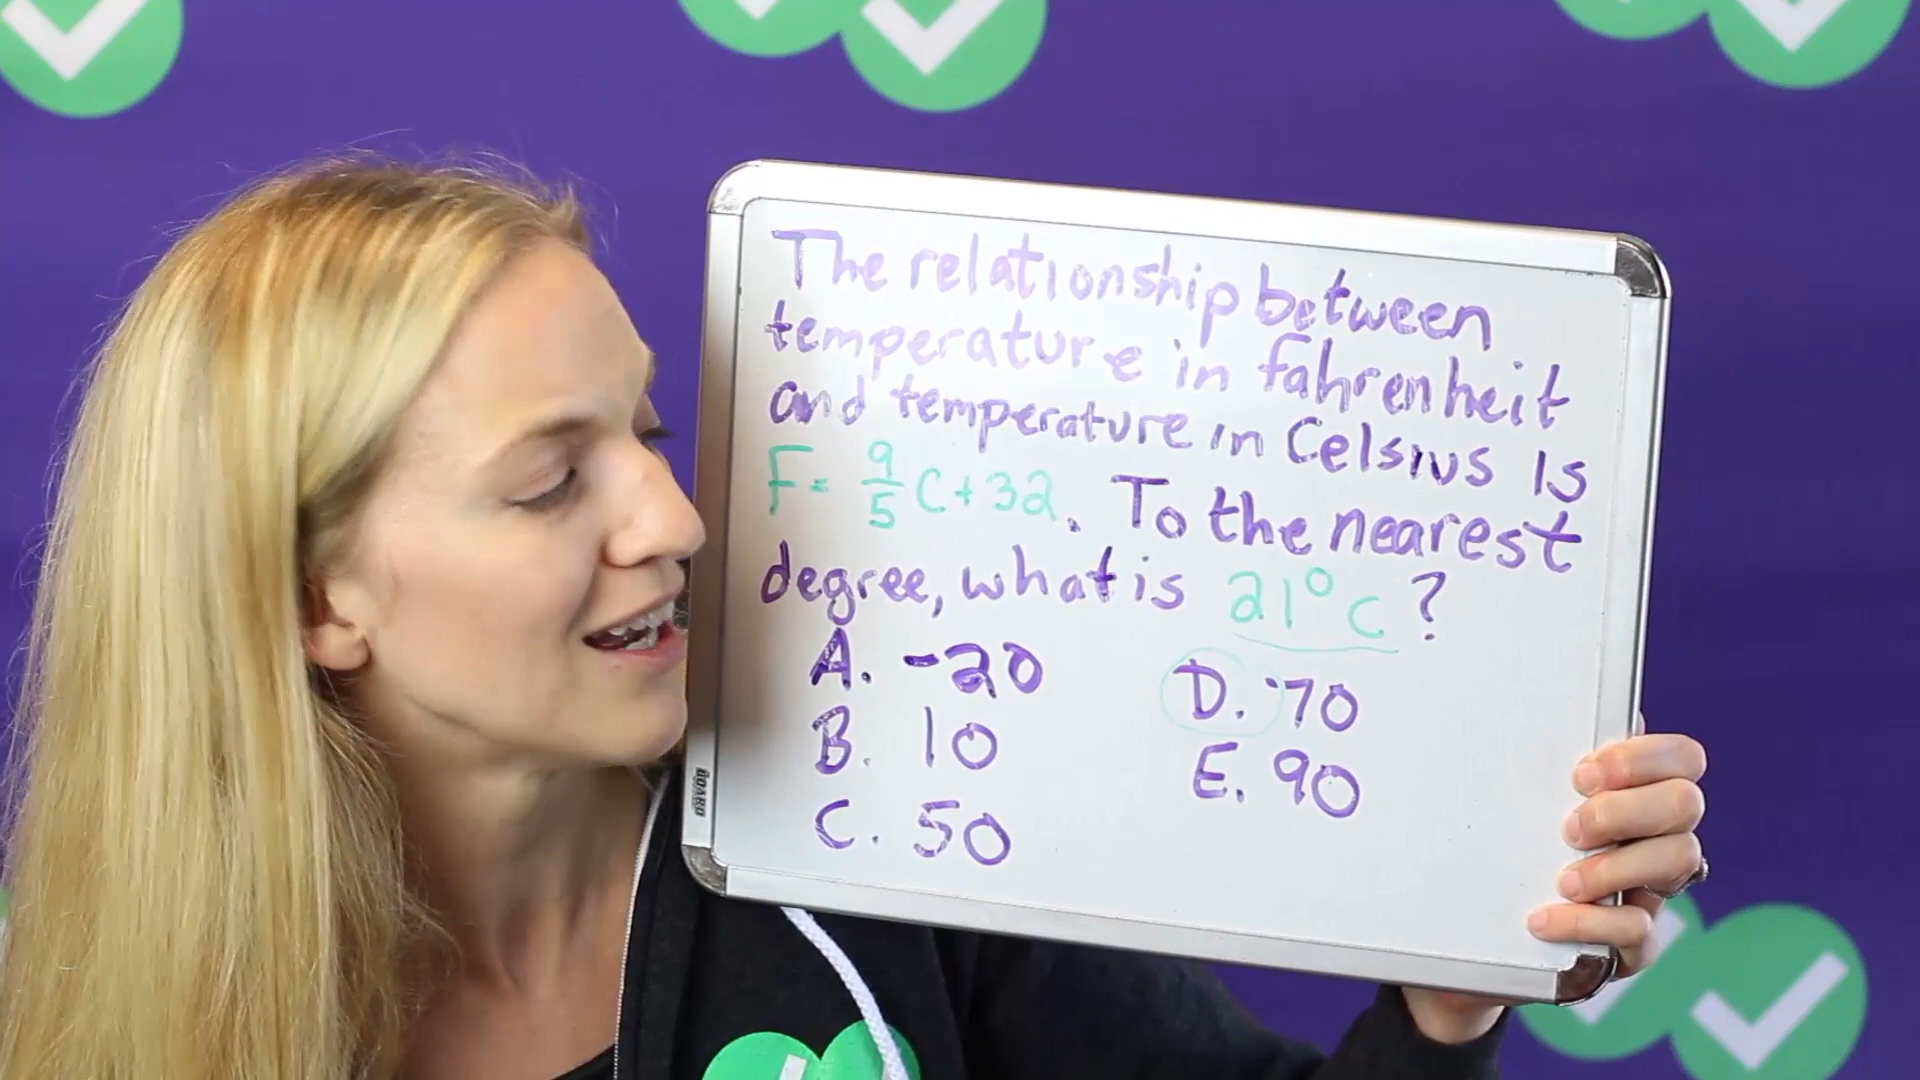 The relationship between
temperature in fahrenheit
and temperature in Celsius is
F= 9/5 C+32. To the nearest
degree, what is 21°C?
A. -20
B. 10
C. 50
D. 70
E. 90
BOARD